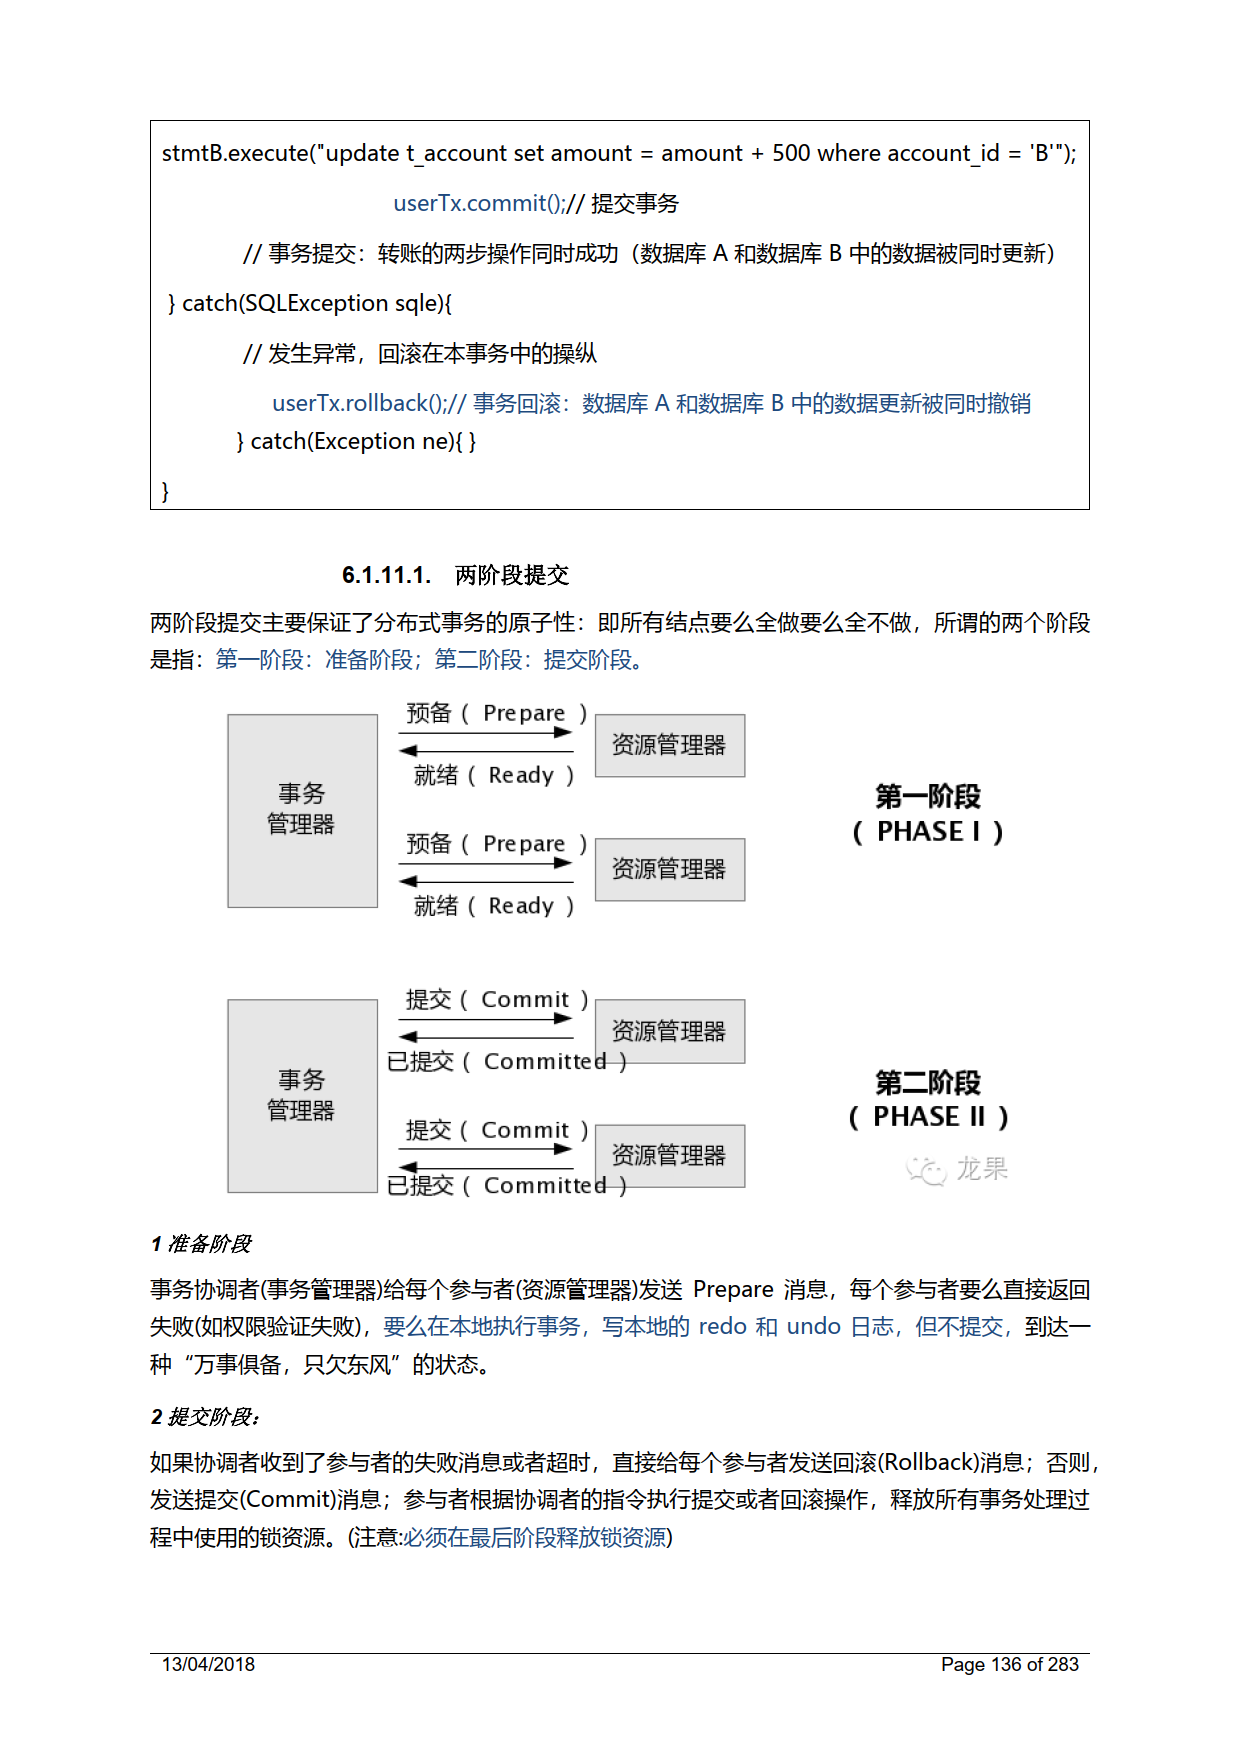 stmtB.execute("update t_account set amount = amount + 500 where account_id = 'B'");
userTx.commit();// 提交事务
// 事务提交：转账的两步操作同时成功（数据库 A 和数据库 B 中的数据被同时更新）
} catch(SQLException sqle){
// 发生异常，回滚在本事务中的操纵
userTx.rollback();// 事务回滚：数据库 A 和数据库 B 中的数据更新被同时撤销
} catch(Exception ne){ }
}
6.1.11.1. 两阶段提交
两阶段提交主要保证了分布式事务的原子性：即所有结点要么全做要么全不做，所谓的两个阶段
是指：第一阶段：准备阶段；第二阶段：提交阶段。
预备（ Prepare ）
资源管理器
就绪（ Ready ）
事务
管理器
第一阶段
（ PHASE I ）
预备（ Prepare ）
资源管理器
就绪（ Ready ）
提交（ Commit ）
资源管理器
已提交（ Committed ）
事务
管理器
第二阶段
（ PHASE II ）
提交（ Commit ）
资源管理器
已提交（ Committed ）
龙果
1 准备阶段
事务协调者(事务管理器)给每个参与者(资源管理器)发送 Prepare 消息，每个参与者要么直接返回
失败(如权限验证失败)，要么在本地执行事务，写本地的 redo 和 undo 日志，但不提交，到达一
种“万事俱备，只欠东风”的状态。
2 提交阶段：
如果协调者收到了参与者的失败消息或者超时，直接给每个参与者发送回滚(Rollback)消息；否则，
发送提交(Commit)消息；参与者根据协调者的指令执行提交或者回滚操作，释放所有事务处理过
程中使用的锁资源。(注意:必须在最后阶段释放锁资源)
13/04/2018 Page 136 of 283